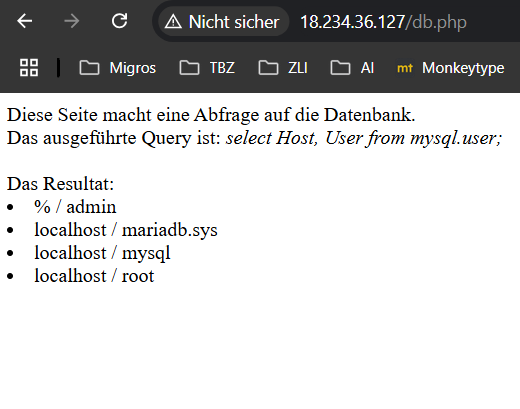 Nicht sicher 18.234.36.127/db.php
Migros TBZ ZLI AI mt Monkeytype
Diese Seite macht eine Abfrage auf die Datenbank.
Das ausgeführte Query ist: select Host, User from mysql.user;
Das Resultat:
• % / admin
• localhost / mariadb.sys
• localhost / mysql
• localhost / root